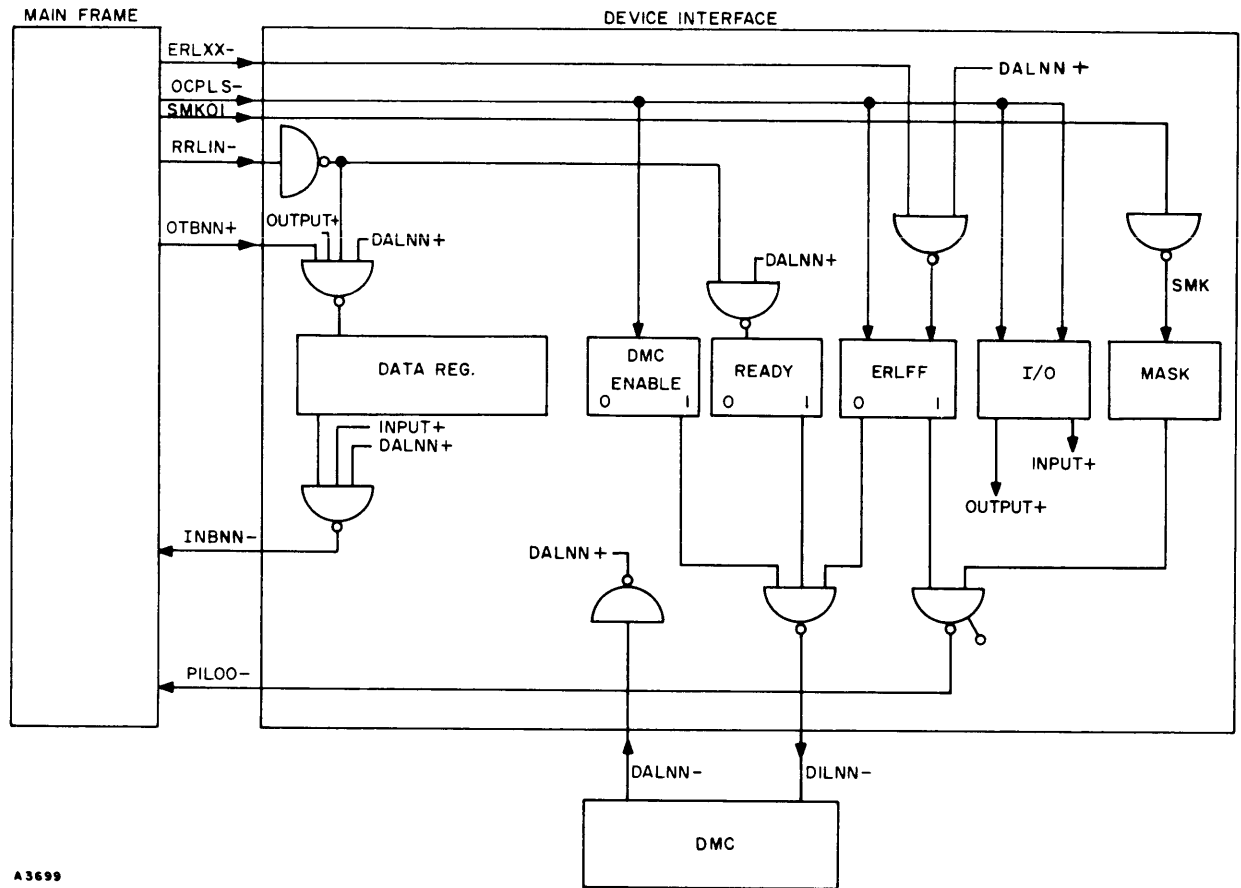 MAIN FRAME
DEVICE INTERFACE
ERLXX-
DALNN +
OCPLS-
SMK01
RRLIN-
OUTPUT+
OTBNN+
DALNN+
DALNN+
SMK
DATA REG.
DMC
ENABLE
0 1
READY
0 1
ERLFF
0 1
I/O
MASK
INPUT+
DALNN+
INPUT+
OUTPUT+
INBNN-
DALNN+
PIL00-
DALNN-
DILNN-
DMC
A3699